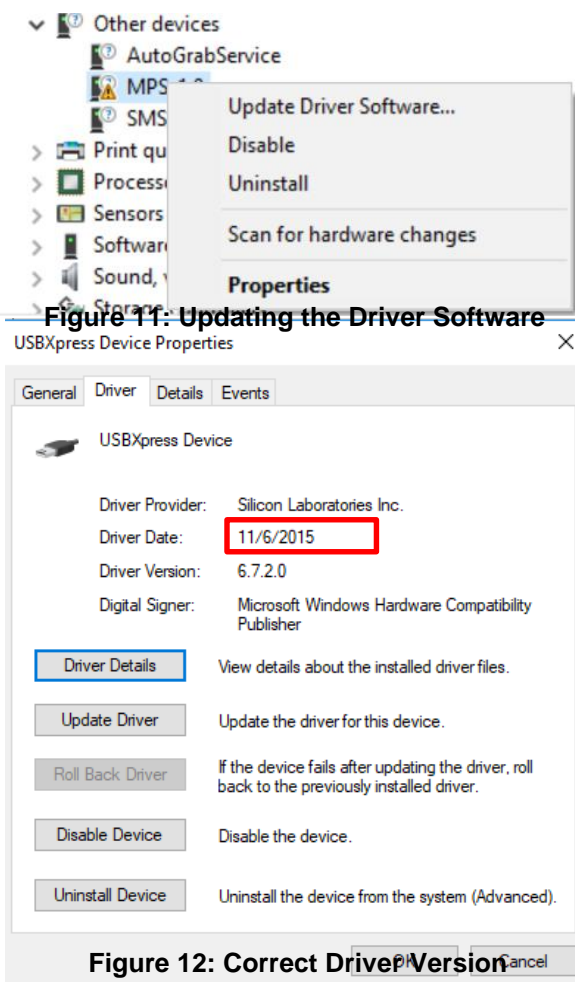 Other devices
AutoGrabService
MPS
Update Driver Software...
SMS
Disable
Print qu
Uninstall
Sensors
Scan for hardware changes
Sound,
Properties
Storage
Figure 11: Updating the Driver Software
USBXpress Device Properties
General Driver Details Events
USBXpress Device
Driver Provider: Silicon Laboratories Inc.
Driver Date: 11/6/2015
Driver Version: 6.7.2.0
Digital Signer: Microsoft Windows Hardware Compatibility
Publisher
Driver Details View details about the installed driver files.
Update Driver Update the driver for this device.
Roll Back Driver If the device fails after updating the driver, roll
back to the previously installed driver.
Disable Device Disable the device.
Uninstall Device Uninstall the device from the system (Advanced).
OK Cancel
Figure 12: Correct Driver Version